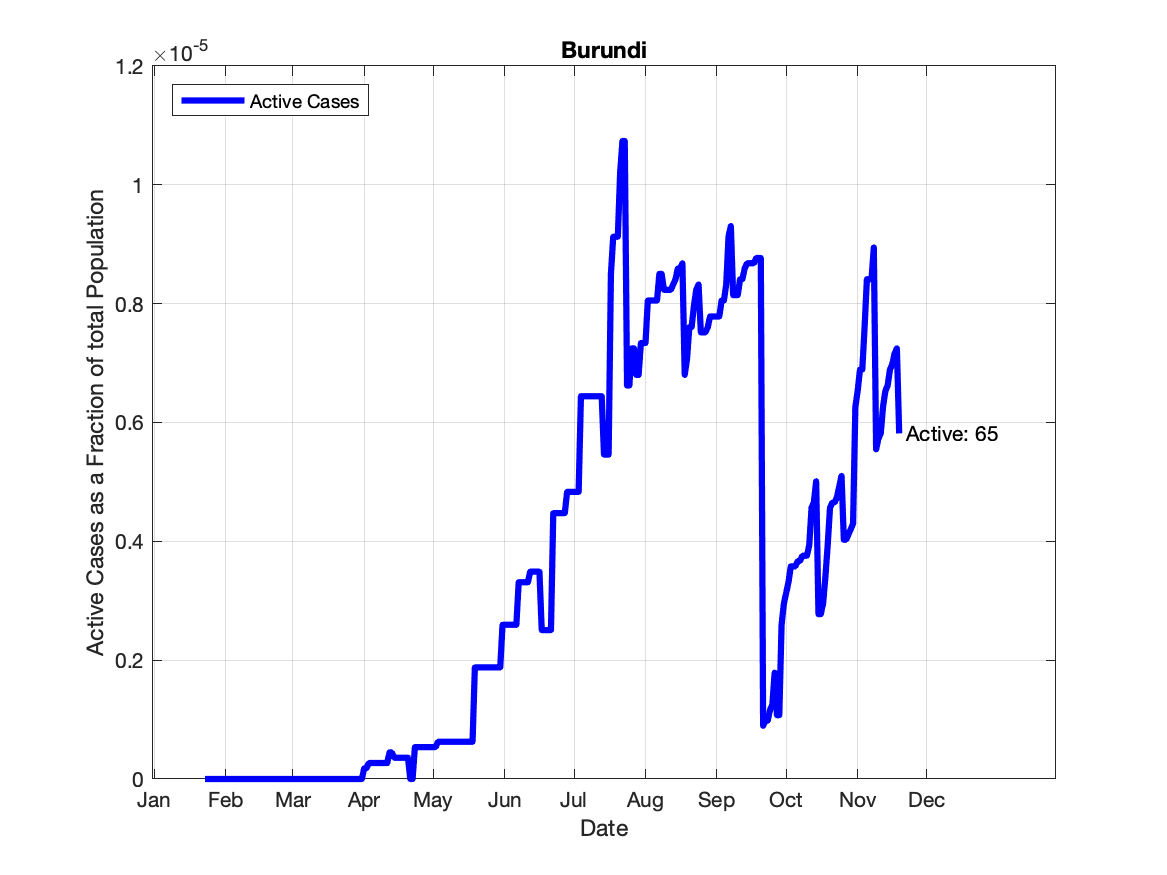 Burundi
×10-5
1.2
1
0.8
0.6
0.4
0.2
0
Active Cases
Active: 65
Active Cases as a Fraction of total Population
Jan Feb Mar Apr May Jun Jul Aug Sep Oct Nov Dec
Date